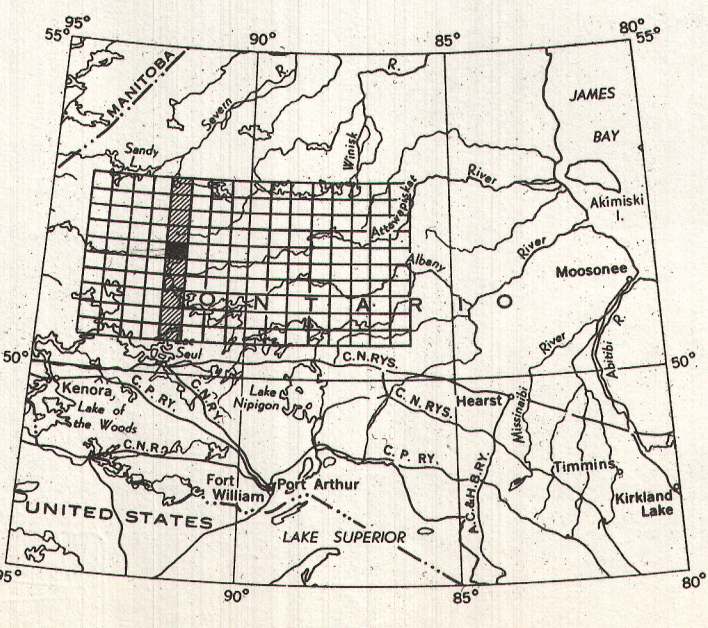 95°
55°
90°
85°
80°
55°
MANITOBA
Severn
R.
R.
JAMES
BAY
Sandy
L.
Winisk
River
Akimiski
I.
Attawapiskat
River
Albany
Moosonee
ONTARIO
Seul
C.N.RYS.
River
Abitibi
R.
50°
50°
Kenora
C.P. RY.
C.N.RY.
Lake
Nipigon
C.N. RYS.
Hearst
Missinaibi
Lake of
the Woods
C.N.R.
C. P. RY.
Timmins
Fort
William
Port Arthur
Kirkland
Lake
A.C.&H.B.RY.
UNITED STATES
LAKE SUPERIOR
95°
90°
85°
80°